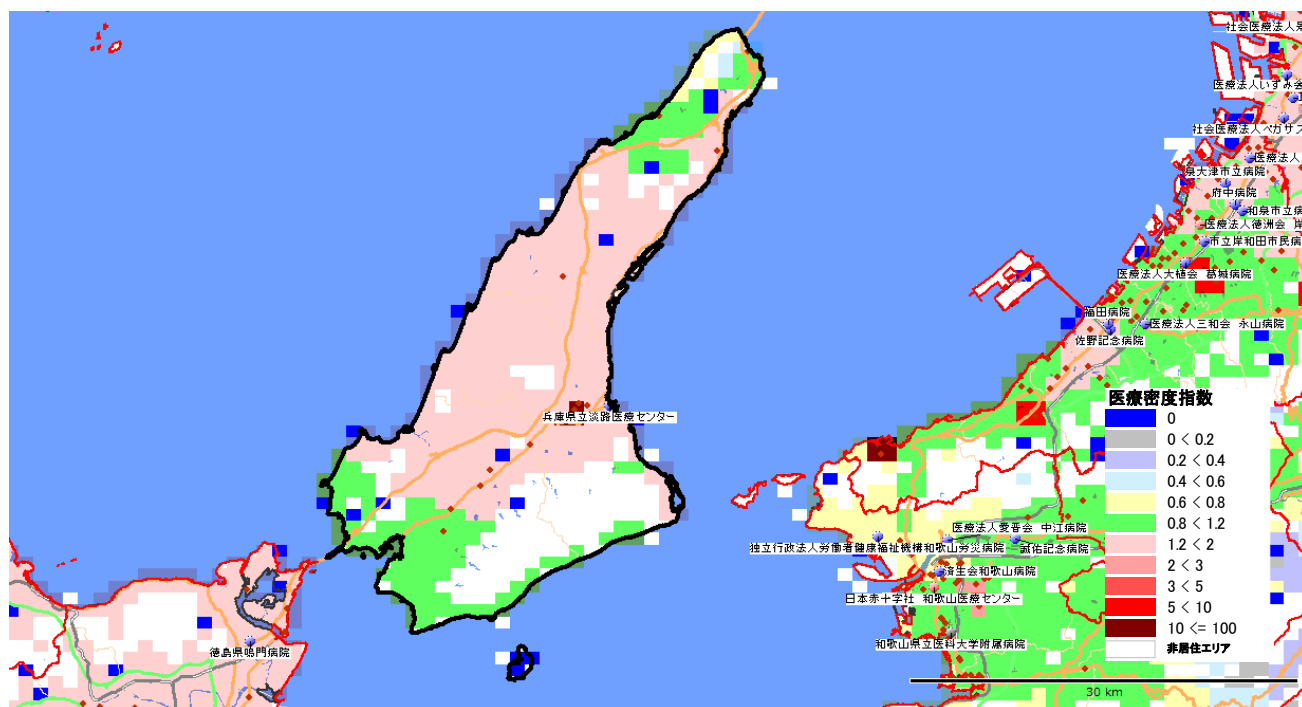 社会医療法人景
医療法人いずみ会
社会医療法人ペガサス
医療法人
泉大津市立病院
府中病院
和泉市立病
医療法人徳洲会 岸
市立岸和田市民病
医療法人大植会 葛城病院
福田病院
医療法人三和会 永山病院
佐野記念病院
兵庫県立淡路医療センター
医療密度指数
0
0 < 0.2
0.2 < 0.4
0.4 < 0.6
0.6 < 0.8
0.8 < 1.2
1.2 < 2
2 < 3
3 < 5
5 < 10
10 <= 100
非居住エリア
医療法人愛晋会 中江病院
独立行政法人労働者健康福祉機構和歌山労災病院
誠佑記念病院
済生会和歌山病院
日本赤十字社 和歌山医療センター
和歌山県立医科大学附属病院
徳島県鳴門病院
30 km